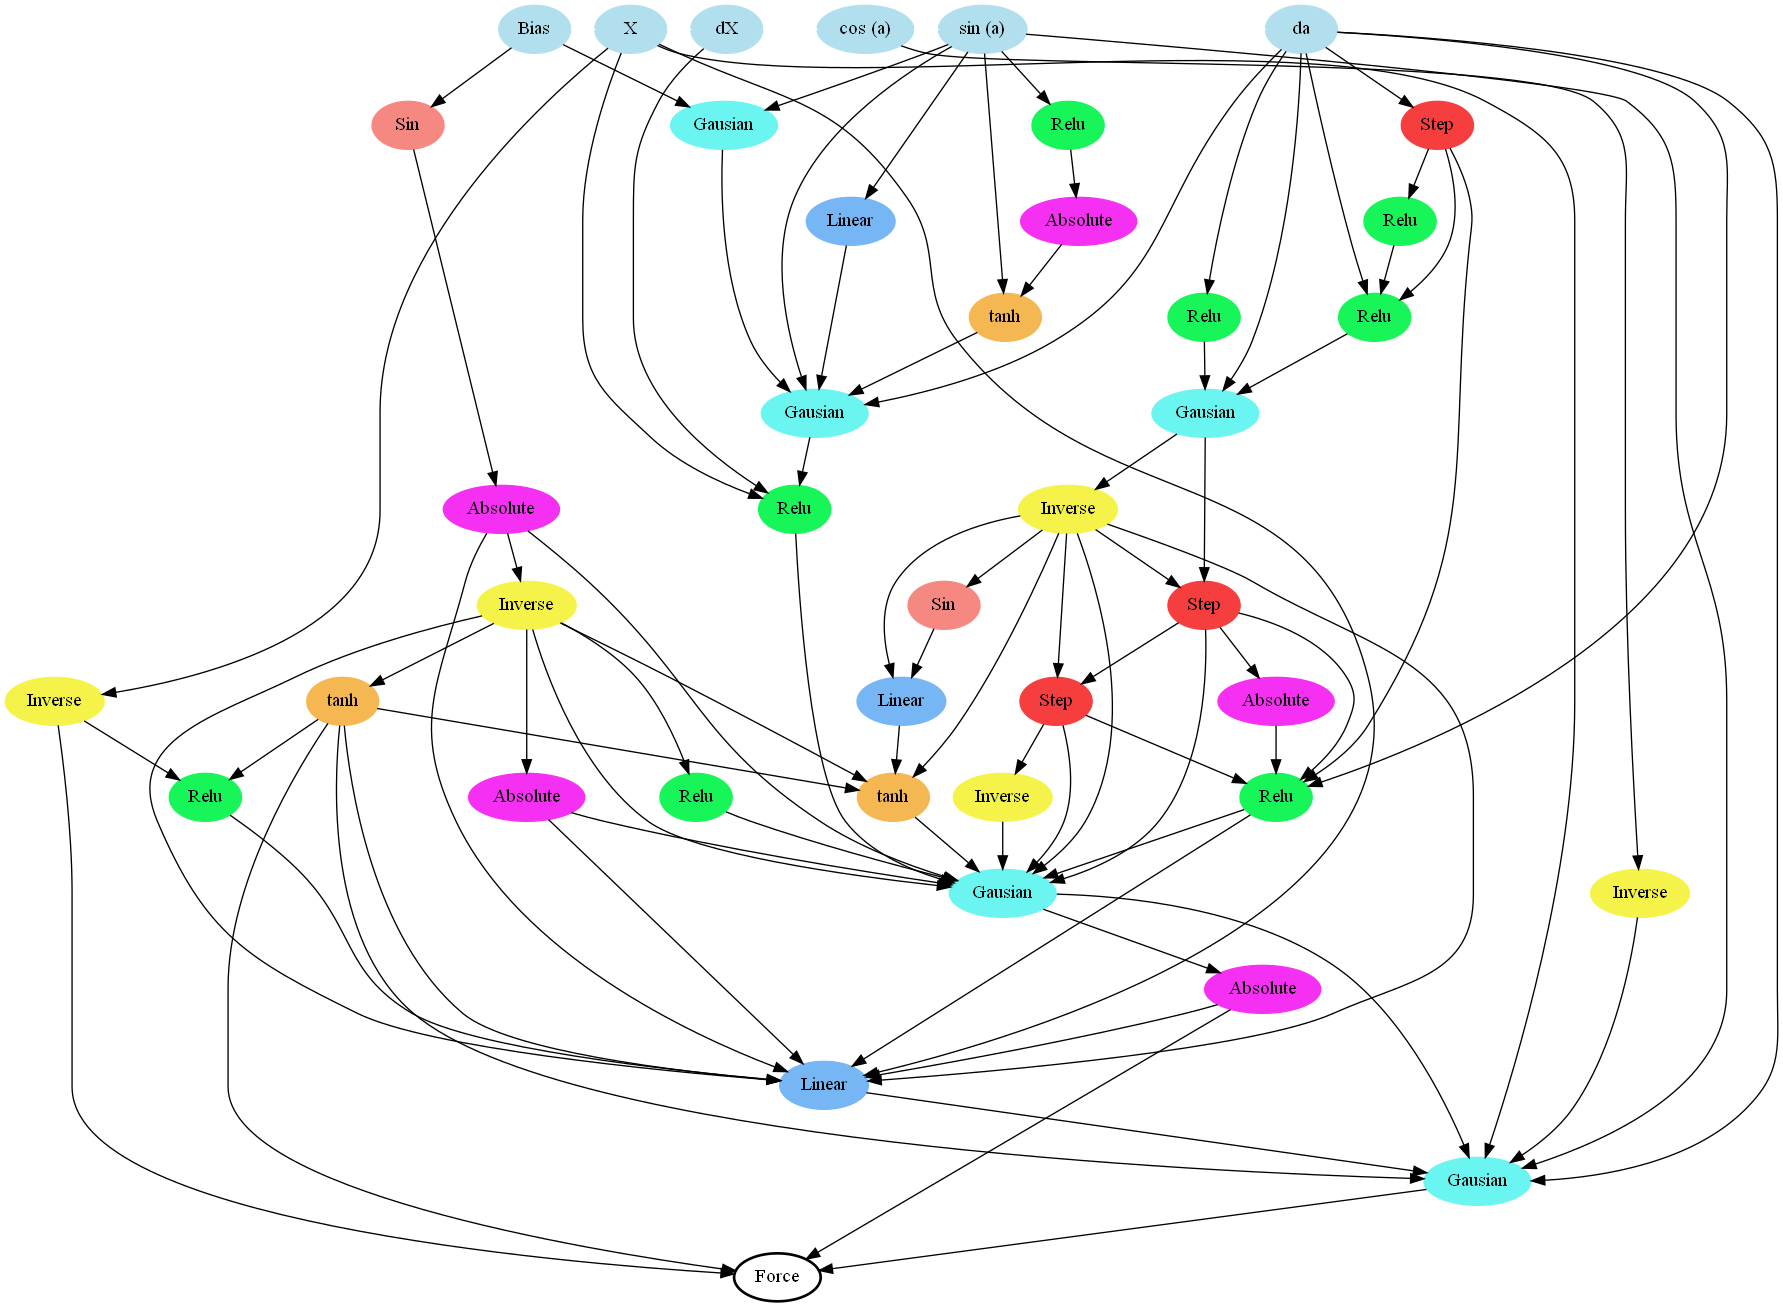 Bias
X
dX
cos (a)
sin (a)
da
Sin
Gausian
Relu
Step
Linear
Absolute
Relu
tanh
Relu
Relu
Gausian
Gausian
Absolute
Relu
Inverse
Inverse
Sin
Step
Inverse
tanh
Linear
Step
Absolute
Relu
Absolute
Relu
tanh
Inverse
Relu
Gausian
Inverse
Absolute
Linear
Gausian
Force